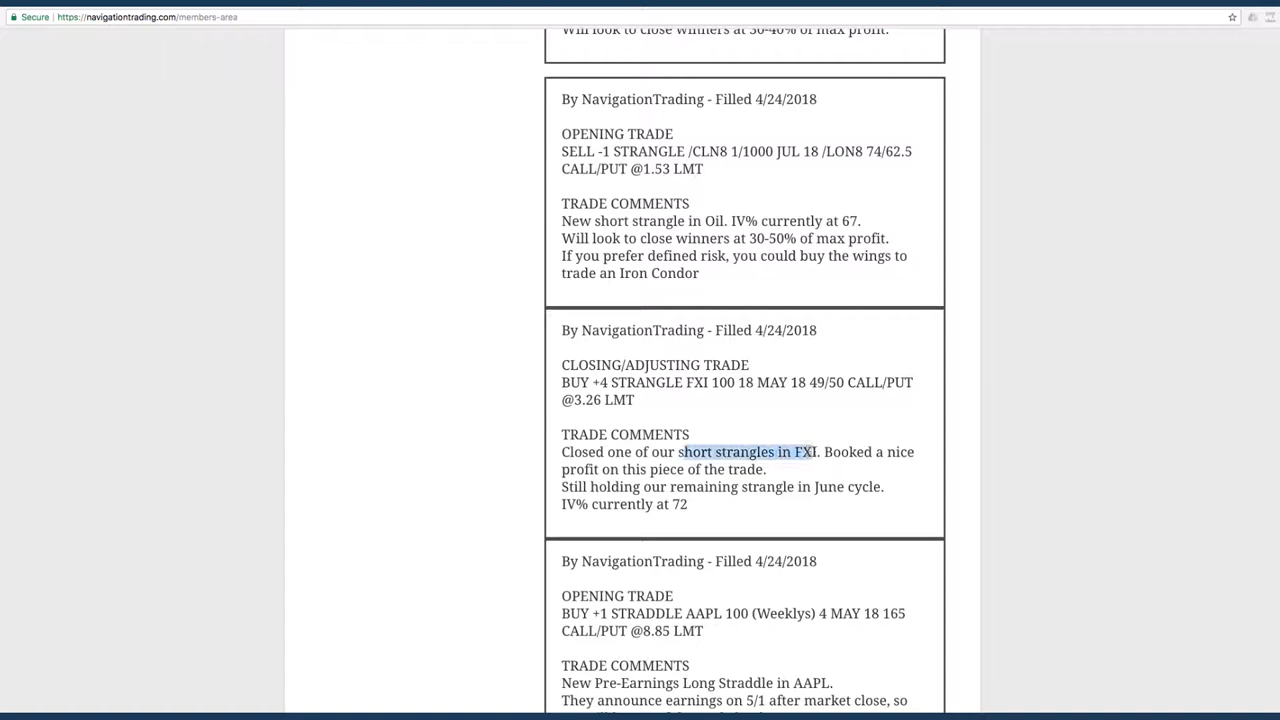 Secure | https://navigationtrading.com/members-area
Will look to close winners at 30-40% of max profit.
By NavigationTrading - Filled 4/24/2018
OPENING TRADE
SELL -1 STRANGLE /CLN8 1/1000 JUL 18 /LON8 74/62.5
CALL/PUT @1.53 LMT
TRADE COMMENTS
New short strangle in Oil. IV% currently at 67.
Will look to close winners at 30-50% of max profit.
If you prefer defined risk, you could buy the wings to
trade an Iron Condor
By NavigationTrading - Filled 4/24/2018
CLOSING/ADJUSTING TRADE
BUY +4 STRANGLE FXI 100 18 MAY 18 49/50 CALL/PUT
@3.26 LMT
TRADE COMMENTS
Closed one of our short strangles in FXI. Booked a nice
profit on this piece of the trade.
Still holding our remaining strangle in June cycle.
IV% currently at 72
By NavigationTrading - Filled 4/24/2018
OPENING TRADE
BUY +1 STRADDLE AAPL 100 (Weeklys) 4 MAY 18 165
CALL/PUT @8.85 LMT
TRADE COMMENTS
New Pre-Earnings Long Straddle in AAPL.
They announce earnings on 5/1 after market close, so